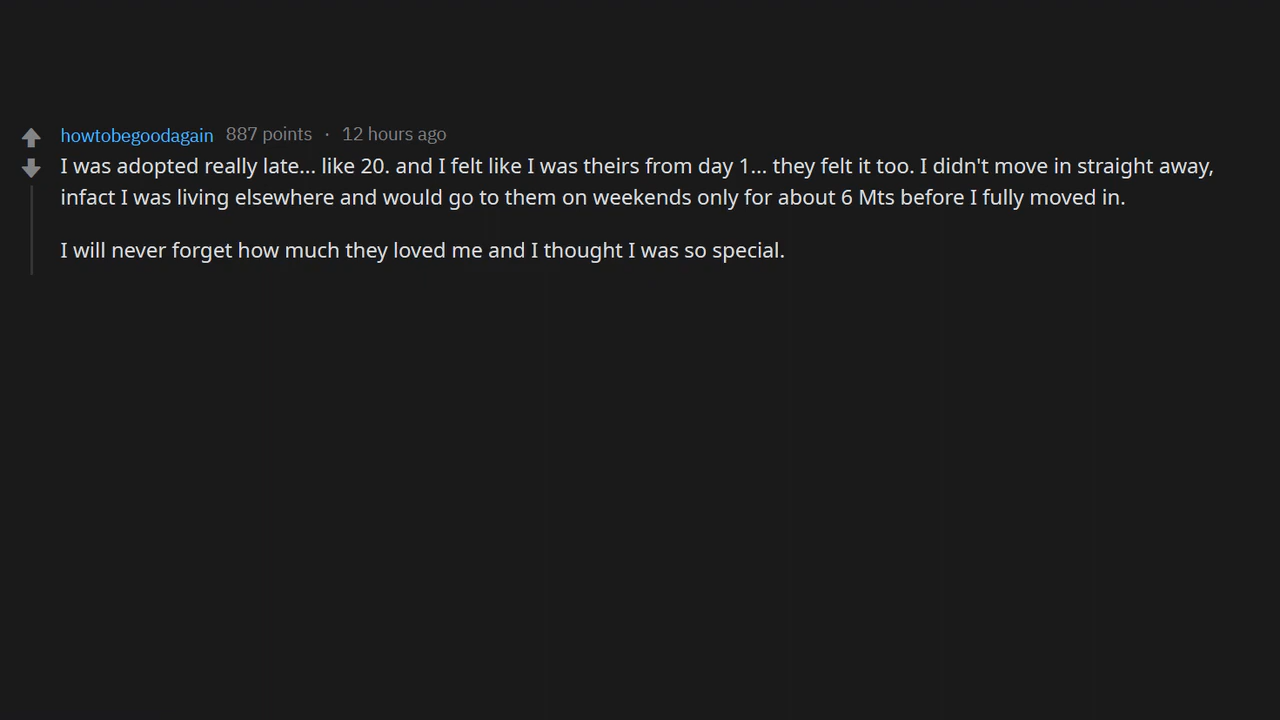 howtobegoodagain 887 points · 12 hours ago
I was adopted really late... like 20. and I felt like I was theirs from day 1... they felt it too. I didn't move in straight away,
infact I was living elsewhere and would go to them on weekends only for about 6 Mts before I fully moved in.
I will never forget how much they loved me and I thought I was so special.